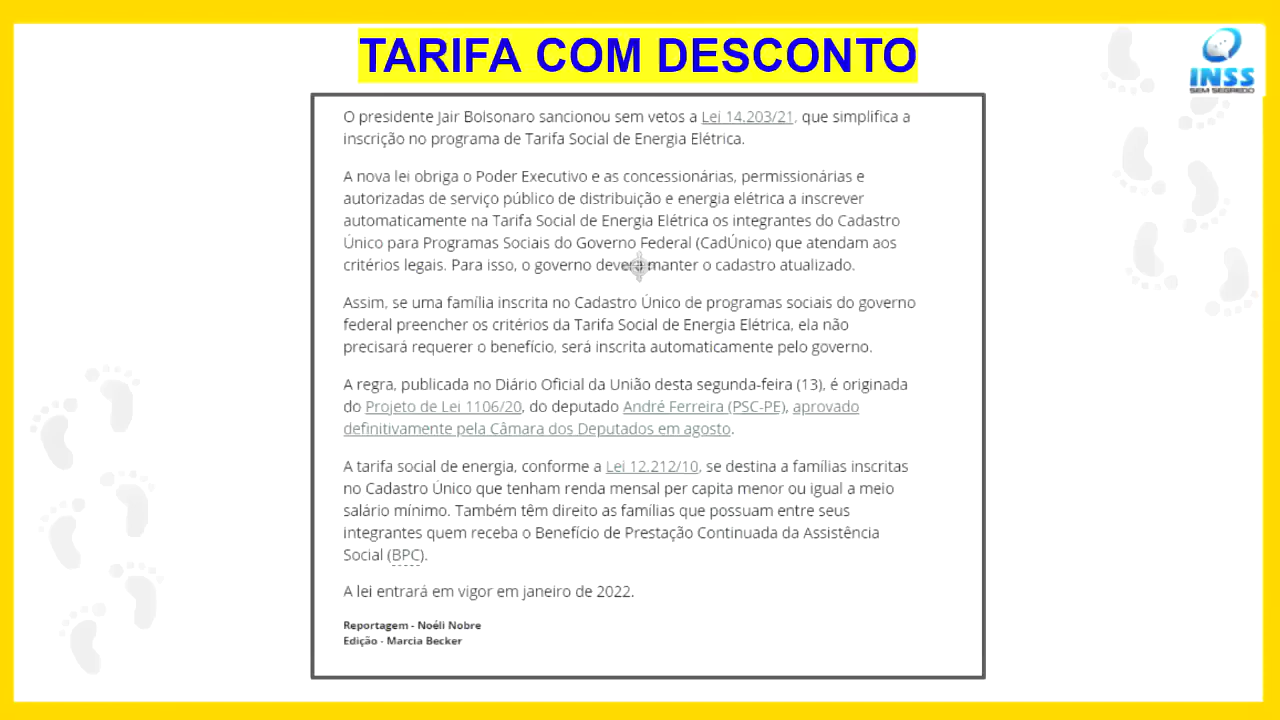 TARIFA COM DESCONTO
INSS
SEM SEGREDO
O presidente Jair Bolsonaro sancionou sem vetos a Lei 14.203/21, que simplifica a
inscrição no programa de Tarifa Social de Energia Elétrica.
A nova lei obriga o Poder Executivo e as concessionárias, permissionárias e
autorizadas de serviço público de distribuição e energia elétrica a inscrever
automaticamente na Tarifa Social de Energia Elétrica os integrantes do Cadastro
Único para Programas Sociais do Governo Federal (CadÚnico) que atendam aos
critérios legais. Para isso, o governo deverá manter o cadastro atualizado.
Assim, se uma família inscrita no Cadastro Único de programas sociais do governo
federal preencher os critérios da Tarifa Social de Energia Elétrica, ela não
precisará requerer o benefício, será inscrita automaticamente pelo governo.
A regra, publicada no Diário Oficial da União desta segunda-feira (13), é originada
do Projeto de Lei 1106/20, do deputado André Ferreira (PSC-PE), aprovado
definitivamente pela Câmara dos Deputados em agosto.
A tarifa social de energia, conforme a Lei 12.212/10, se destina a famílias inscritas
no Cadastro Único que tenham renda mensal per capita menor ou igual a meio
salário mínimo. Também têm direito as famílias que possuam entre seus
integrantes quem receba o Benefício de Prestação Continuada da Assistência
Social (BPC).
A lei entrará em vigor em janeiro de 2022.
Reportagem - Noéli Nobre
Edição - Marcia Becker